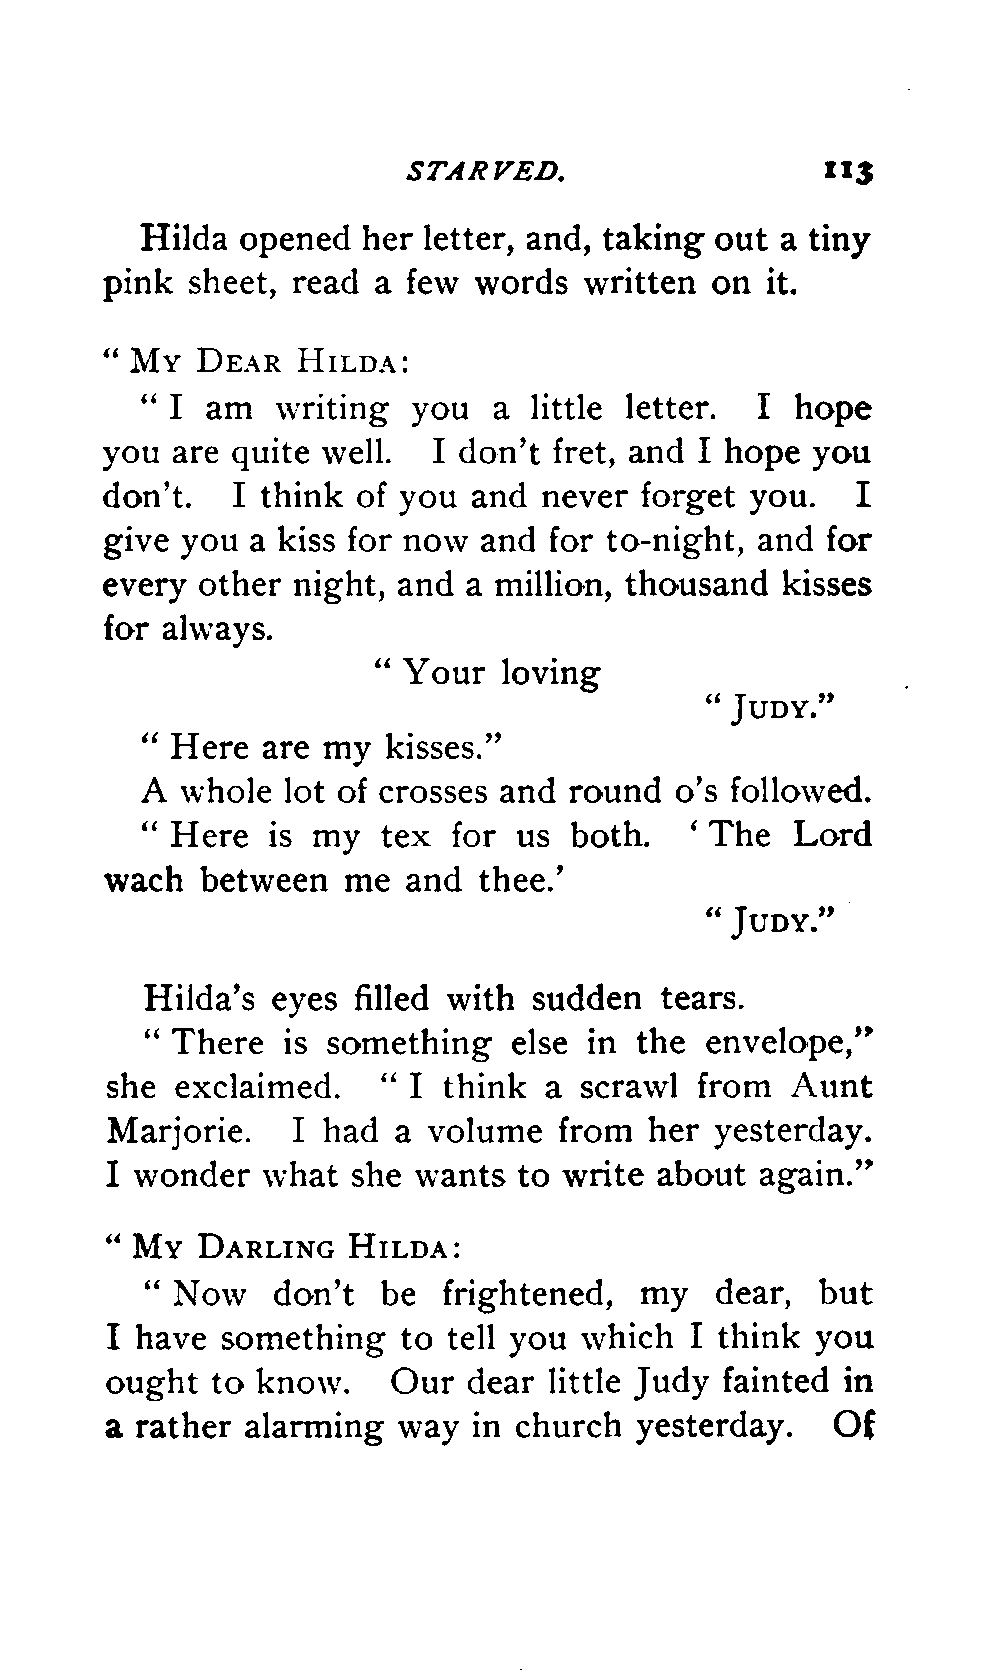 STARVED. 113
Hilda opened her letter, and, taking out a tiny
pink sheet, read a few words written on it.
“ My Dear Hilda:
“ I am writing you a little letter. I hope
you are quite well. I don’t fret, and I hope you
don’t. I think of you and never forget you. I
give you a kiss for now and for to-night, and for
every other night, and a million, thousand kisses
for always.
“ Your loving
“ Judy.”
“ Here are my kisses.”
A whole lot of crosses and round o’s followed.
“ Here is my tex for us both. ‘ The Lord
wach between me and thee.’
“ Judy.”
Hilda’s eyes filled with sudden tears.
“ There is something else in the envelope,”
she exclaimed. “ I think a scrawl from Aunt
Marjorie. I had a volume from her yesterday.
I wonder what she wants to write about again.”
“ My Darling Hilda:
“ Now don’t be frightened, my dear, but
I have something to tell you which I think you
ought to know. Our dear little Judy fainted in
a rather alarming way in church yesterday. Of